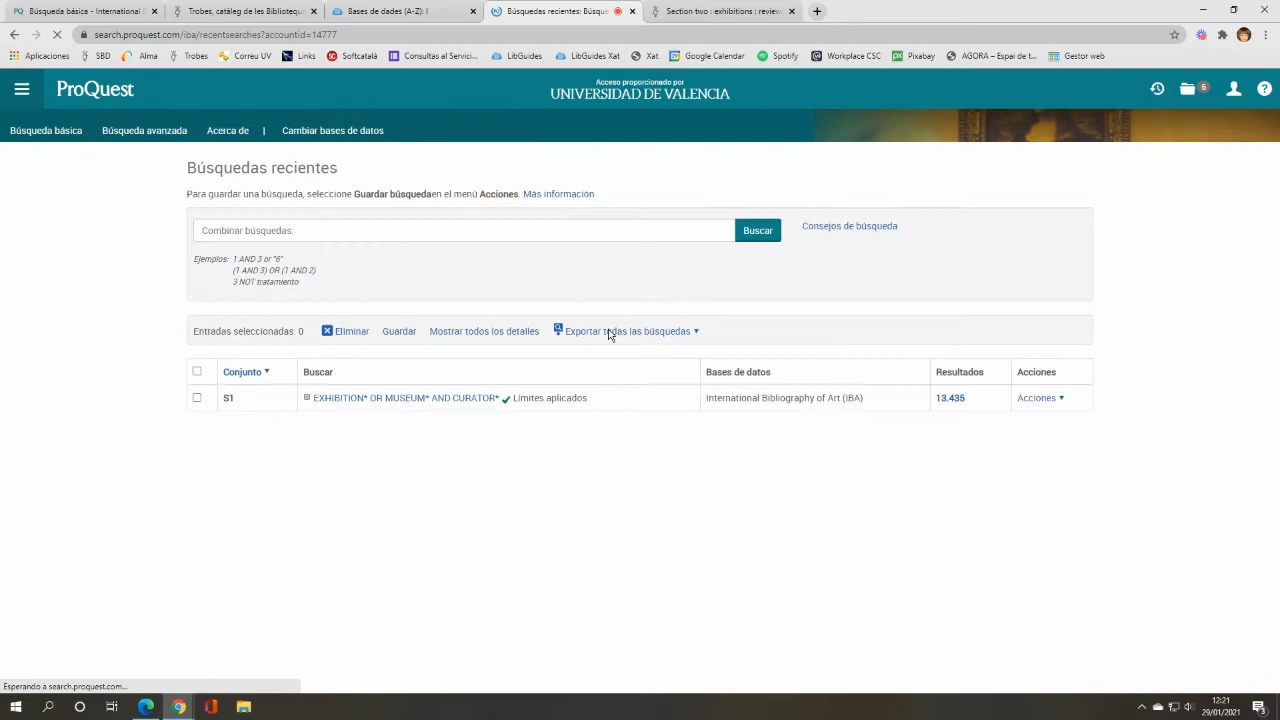 Búsqueda básica - International B
Trobes, catàleg de les Biblioteque
Bases de dades [A-Z]: I
Búsquedas recientes: Búsque
Section two : exhibitions : review
search.proquest.com/iba/recentsearches?accountid=14777
Aplicaciones
SBD
Alma
Trobes
Correu UV
Links
Softcatalà
Consultas al Servici...
LibGuides
LibGuides Xat
Xat
Google Calendar
Spotify
Workplace CSC
Pixabay
AGORA – Espai de t...
Gestor web
ProQuest
Acceso proporcionado por
UNIVERSIDAD DE VALENCIA
6
Búsqueda básica
Búsqueda avanzada
Acerca de
|
Cambiar bases de datos
Búsquedas recientes
Para guardar una búsqueda, seleccione Guardar búsquedaen el menú Acciones. Más información
Combinar búsquedas:
Buscar
Consejos de búsqueda
Ejemplos: 1 AND 3 or "6"
(1 AND 3) OR (1 AND 2)
3 NOT tratamiento
Entradas seleccionadas: 0
Eliminar
Guardar
Mostrar todos los detalles
Exportar todas las búsquedas
Conjunto
Buscar
Bases de datos
Resultados
Acciones
S1
EXHIBITION* OR MUSEUM* AND CURATOR*
Límites aplicados
International Bibliography of Art (IBA)
13.435
Acciones
Esperando a search.proquest.com...
12:21
29/01/2021
3